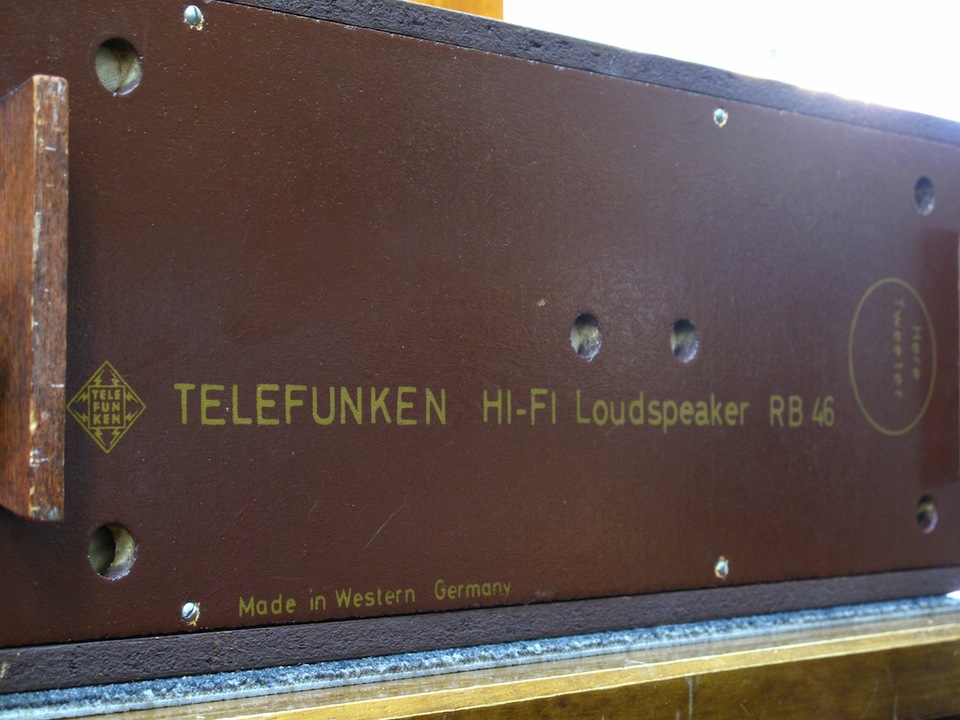 TELE
FUN
KEN
TELEFUNKEN HI-FI Loudspeaker RB 46
Here
Tweeter
Made in Western Germany